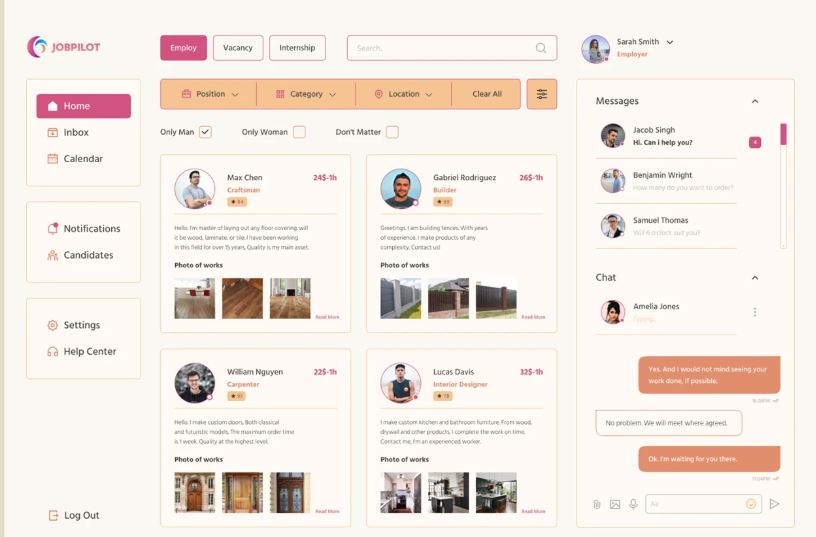 JOBPILOT
Employ
Vacancy
Internship
Search..
Sarah Smith
Employer
Home
Inbox
Calendar
Notifications
Candidates
Settings
Help Center
Log Out
Position
Category
Location
Clear All
Only Man
Only Woman
Don't Matter
Max Chen
24$-1h
Craftsman
Hello. I'm master of laying out any floor covering. will
it be wood, laminate, or tile. I have been working
in this field for over 15 years, Quality is my main asset.
Photo of works
Read More
Gabriel Rodriguez
26$-1h
Builder
Greetings. I am building fences. With years
of experience. I make products of any
complexity. Contact us!
Photo of works
Read More
William Nguyen
22$-1h
Carpenter
Hello. I make custom doors. Both classical
and futuristic models. The maximum order time
is 1 week. Quality at the highest level.
Photo of works
Read More
Lucas Davis
32$-1h
Interior Designer
I make custom kitchen and bathroom furniture. From wood,
drywall and other products. I complete the work on time.
Contact me, I'm an experienced worker.
Photo of works
Read More
Messages
Jacob Singh
Hi. Can i help you?
4
Benjamin Wright
How many do you want to order?
Samuel Thomas
Will 6 o'clock suit you?
Chat
Amelia Jones
Typing..
Yes. And I would not mind seeing your
work done, if possible.
No problem. We will meet where agreed.
Ok. I'm waiting for you there.
Aa